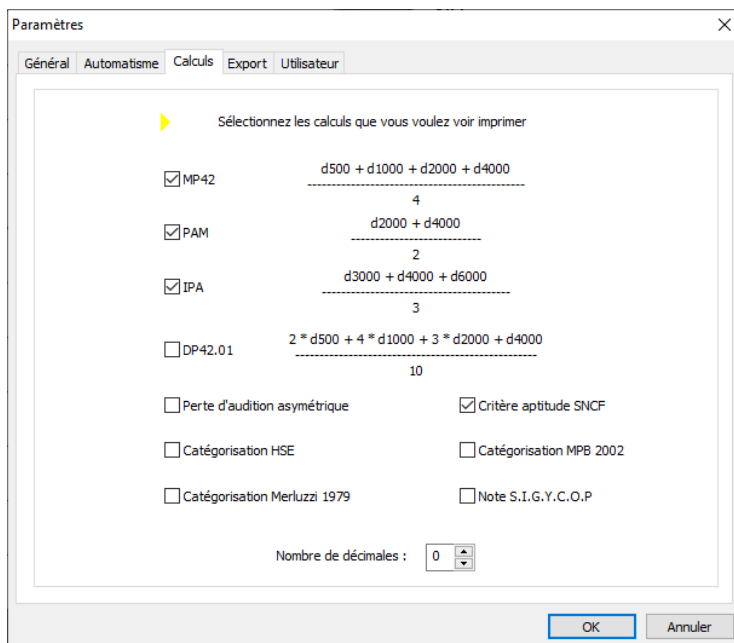 Paramètres
Général Automatisme Calculs Export Utilisateur
Sélectionnez les calculs que vous voulez voir imprimer
MP42
d500 + d1000 + d2000 + d4000
4
PAM
d2000 + d4000
2
IPA
d3000 + d4000 + d6000
3
DP42.01
2 * d500 + 4 * d1000 + 3 * d2000 + d4000
10
Perte d'audition asymétrique
Critère aptitude SNCF
Catégorisation HSE
Catégorisation MPB 2002
Catégorisation Merluzzi 1979
Note S.I.G.Y.C.O.P
Nombre de décimales : 0
OK Annuler